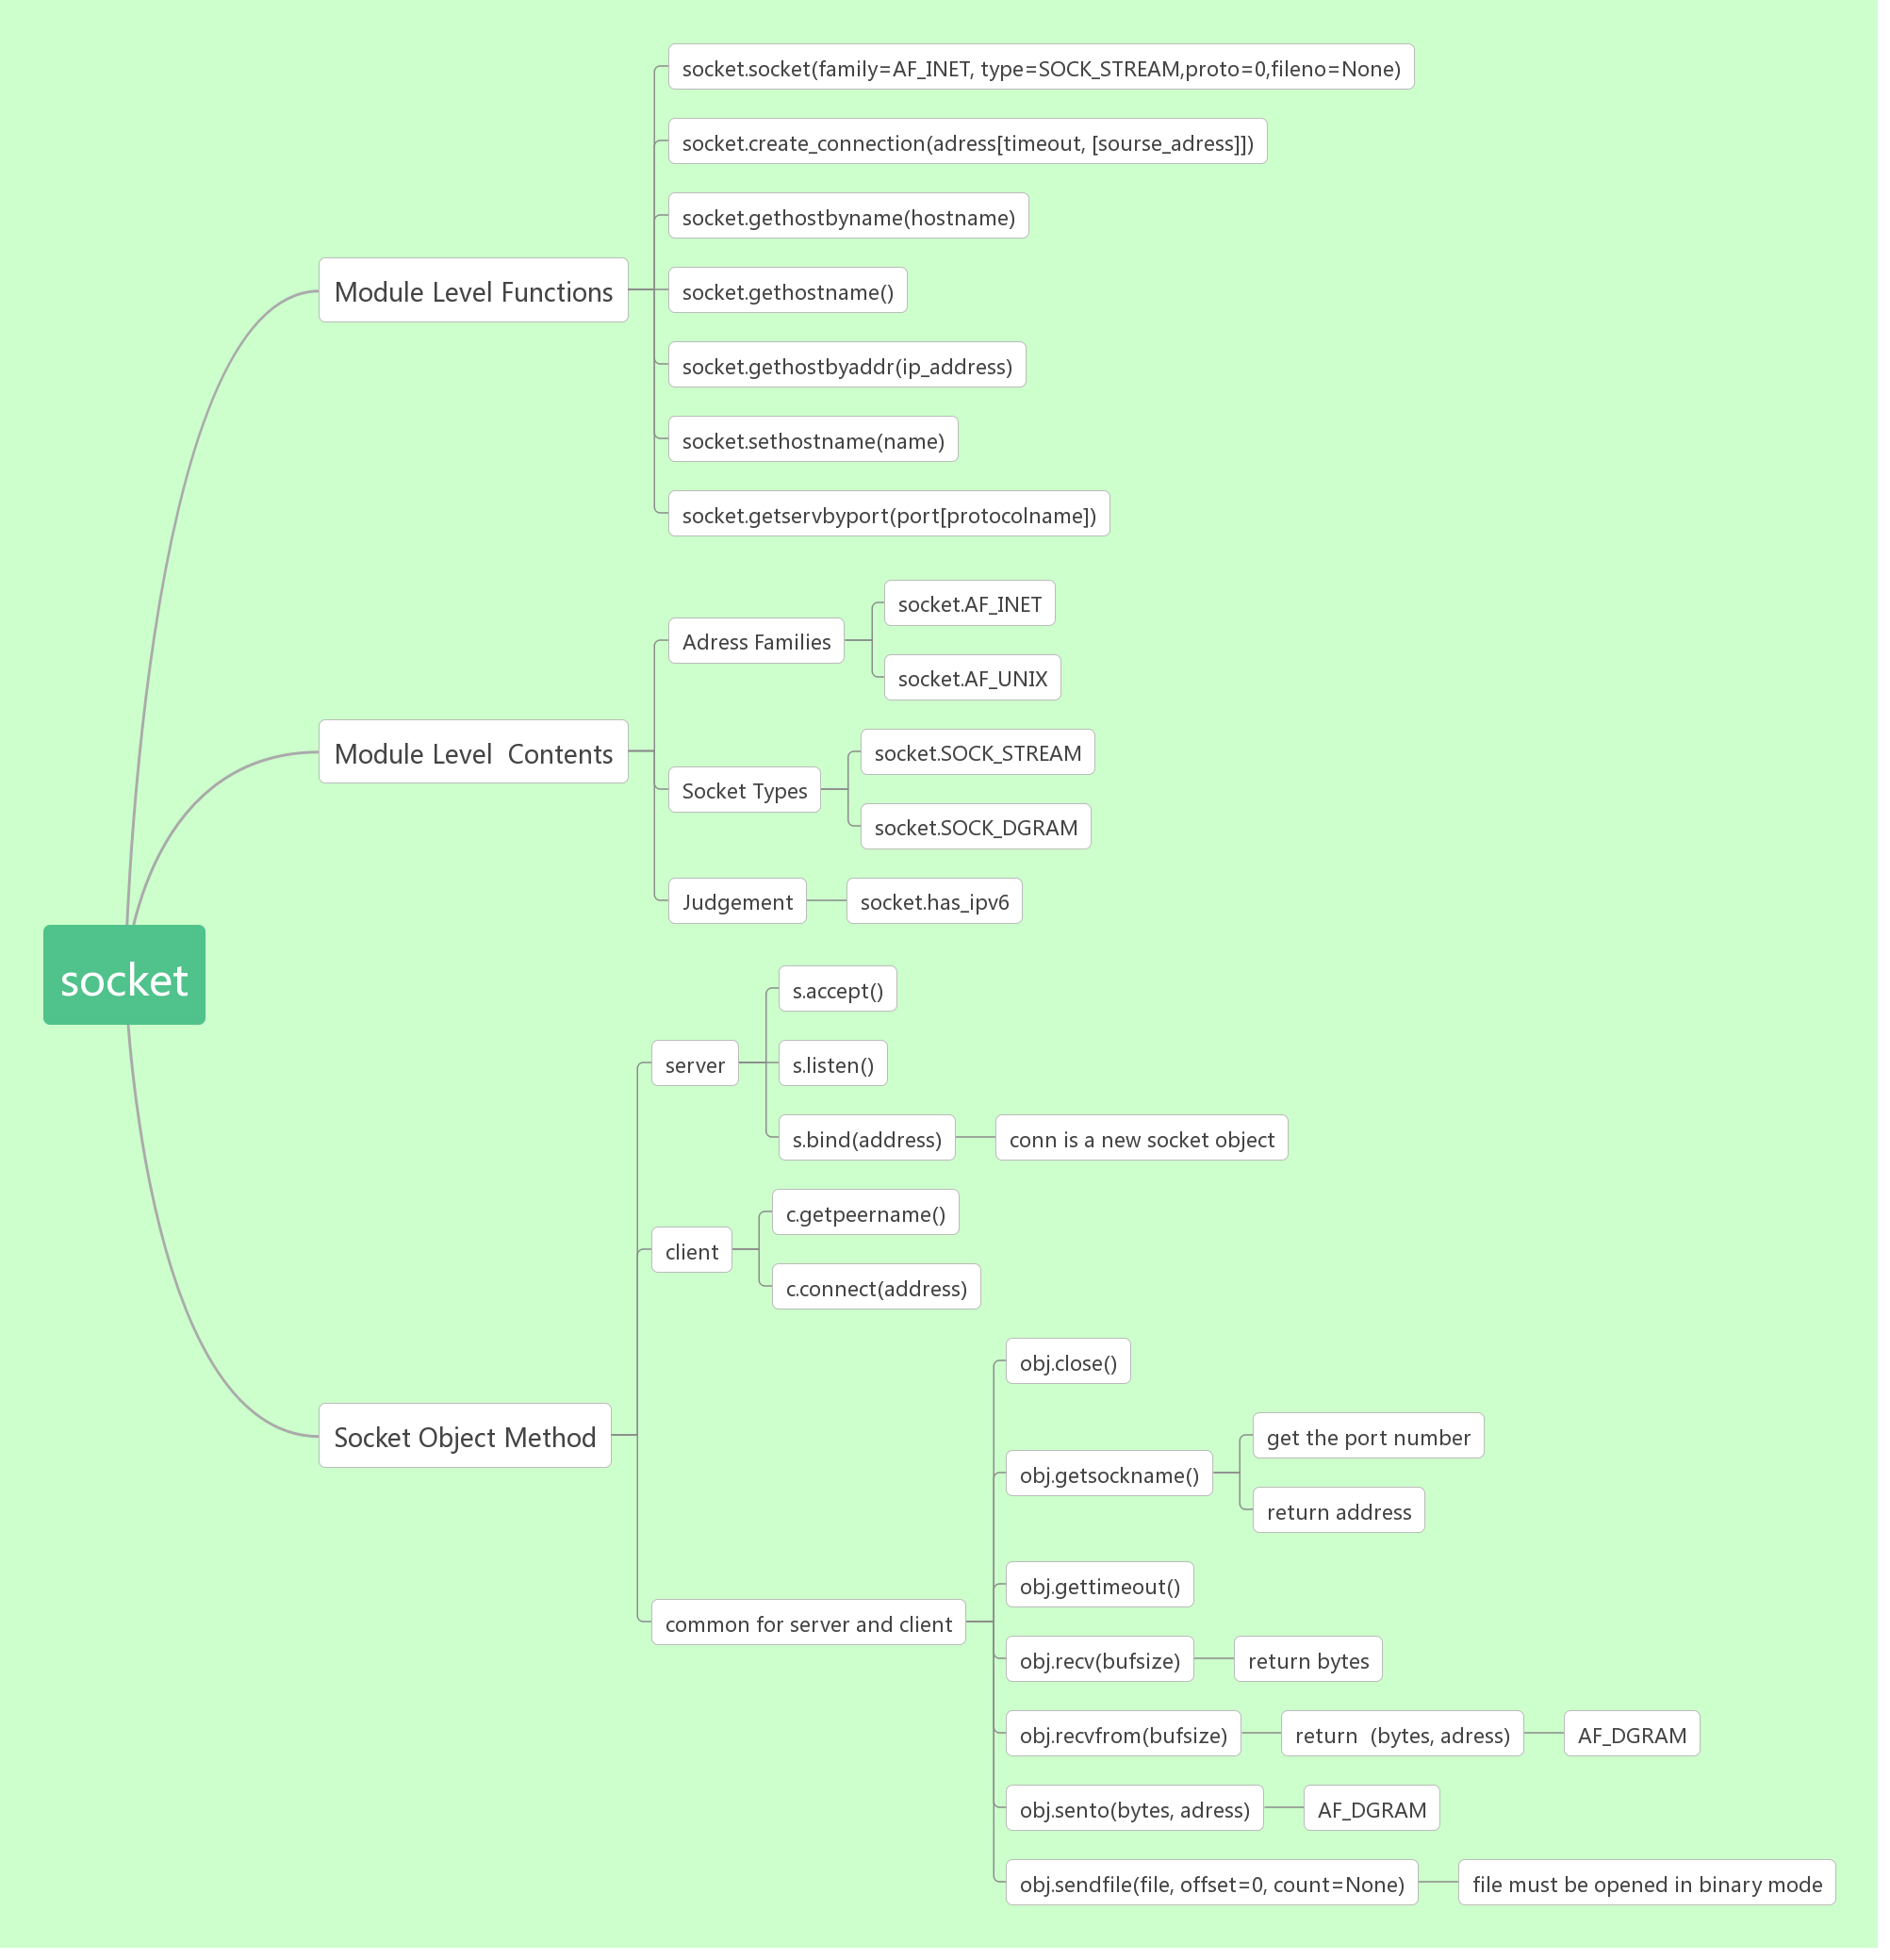 socket
Module Level Functions
socket.socket(family=AF_INET, type=SOCK_STREAM,proto=0,fileno=None)
socket.create_connection(adress[timeout, [sourse_adress]])
socket.gethostbyname(hostname)
socket.gethostname()
socket.gethostbyaddr(ip_address)
socket.sethostname(name)
socket.getservbyport(port[protocolname])
Module Level  Contents
Adress Families
socket.AF_INET
socket.AF_UNIX
Socket Types
socket.SOCK_STREAM
socket.SOCK_DGRAM
Judgement
socket.has_ipv6
Socket Object Method
server
s.accept()
s.listen()
s.bind(address)
conn is a new socket object
client
c.getpeername()
c.connect(address)
common for server and client
obj.close()
obj.getsockname()
get the port number
return address
obj.gettimeout()
obj.recv(bufsize)
return bytes
obj.recvfrom(bufsize)
return  (bytes, adress)
AF_DGRAM
obj.sento(bytes, adress)
AF_DGRAM
obj.sendfile(file, offset=0, count=None)
file must be opened in binary mode